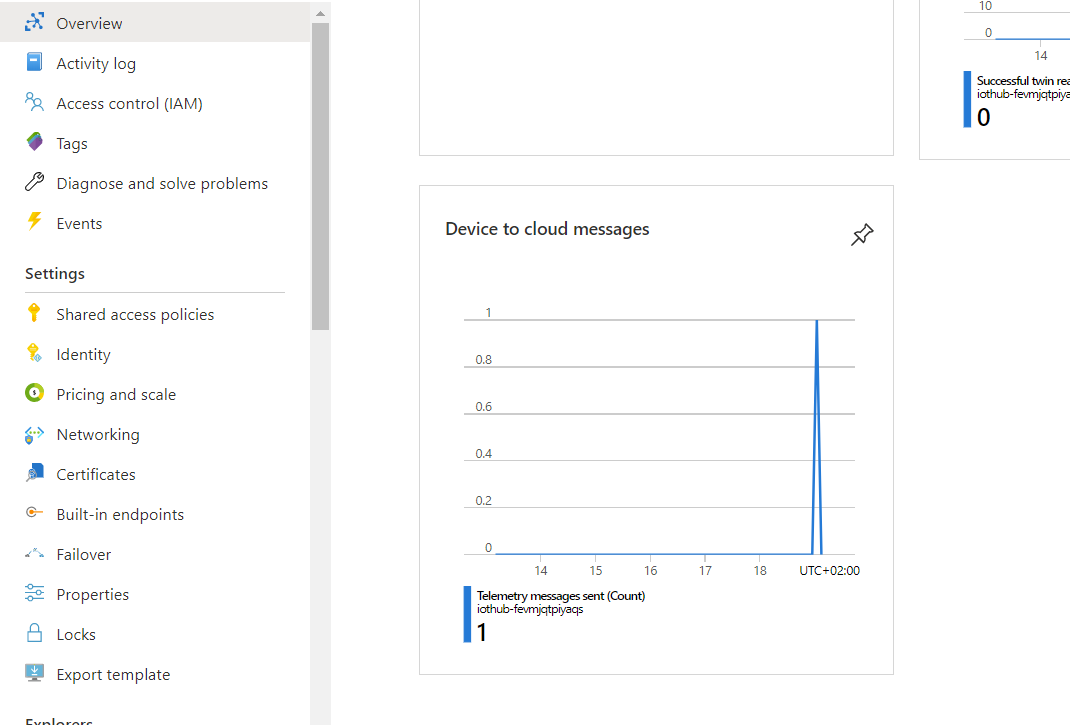 Overview
Activity log
Access control (IAM)
Tags
Diagnose and solve problems
Events
Settings
Shared access policies
Identity
Pricing and scale
Networking
Certificates
Built-in endpoints
Failover
Properties
Locks
Export template
Explorers
Device to cloud messages
1
0.8
0.6
0.4
0.2
0
14 15 16 17 18 UTC+02:00
Telemetry messages sent (Count)
iothub-fevmjqtpiyaqs
1
10
0
14
Successful twin rea
iothub-fevmjqtpiya
0